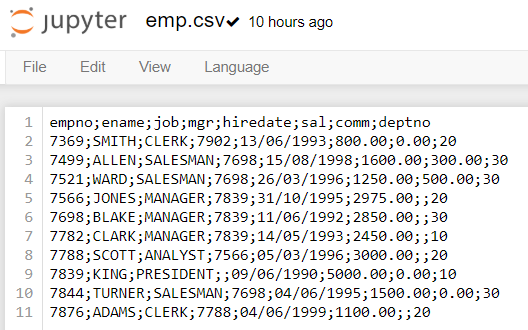 jupyter emp.csv✔ 10 hours ago
File Edit View Language
1 empno;ename;job;mgr;hiredate;sal;comm;deptno
2 7369;SMITH;CLERK;7902;13/06/1993;800.00;0.00;20
3 7499;ALLEN;SALESMAN;7698;15/08/1998;1600.00;300.00;30
4 7521;WARD;SALESMAN;7698;26/03/1996;1250.00;500.00;30
5 7566;JONES;MANAGER;7839;31/10/1995;2975.00;;20
6 7698;BLAKE;MANAGER;7839;11/06/1992;2850.00;;30
7 7782;CLARK;MANAGER;7839;14/05/1993;2450.00;;10
8 7788;SCOTT;ANALYST;7566;05/03/1996;3000.00;;20
9 7839;KING;PRESIDENT;;09/06/1990;5000.00;0.00;10
10 7844;TURNER;SALESMAN;7698;04/06/1995;1500.00;0.00;30
11 7876;ADAMS;CLERK;7788;04/06/1999;1100.00;;20